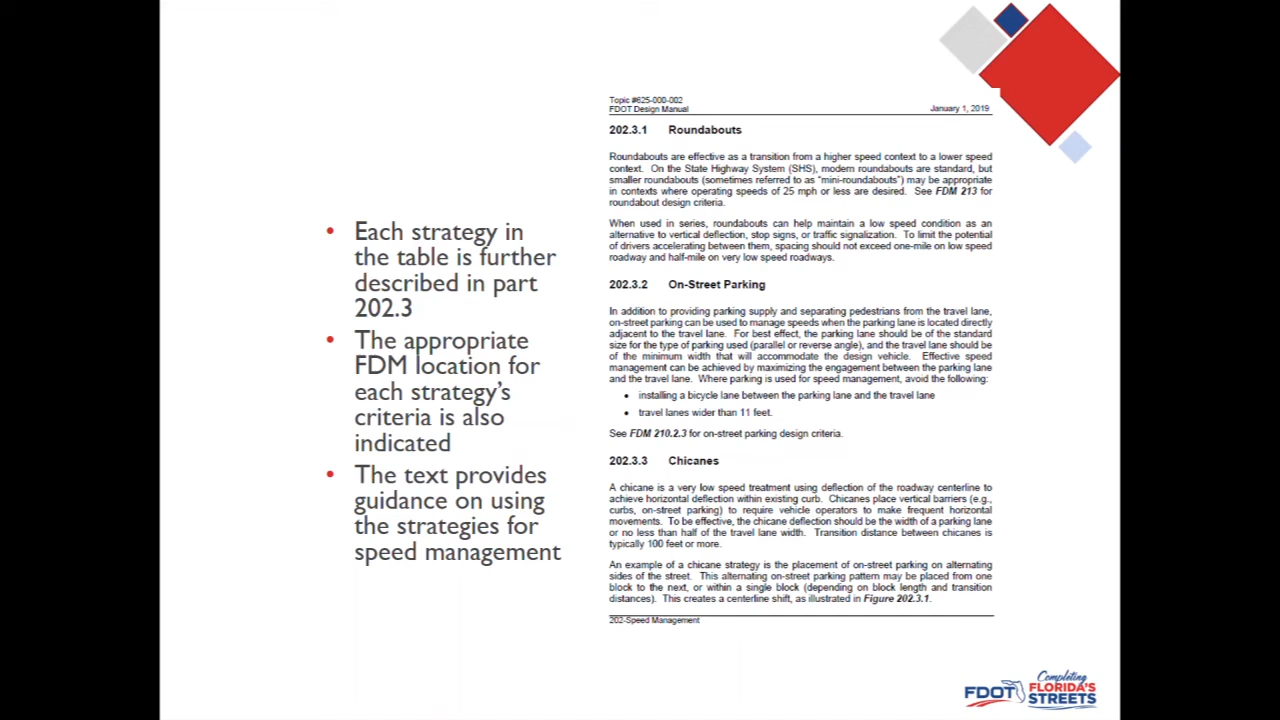 Each strategy in
the table is further
described in part
202.3
The appropriate
FDM location for
each strategy's
criteria is also
indicated
The text provides
guidance on using
the strategies for
speed management
Topic #625-000-002
FDOT Design Manual January 1, 2019
202.3.1 Roundabouts
Roundabouts are effective as a transition from a higher speed context to a lower speed
context. On the State Highway System (SHS), modern roundabouts are standard, but
smaller roundabouts (sometimes referred to as "mini-roundabouts") may be appropriate
in contexts where operating speeds of 25 mph or less are desired. See FDM 213 for
roundabout design criteria.
When used in series, roundabouts can help maintain a low speed condition as an
alternative to vertical deflection, stop signs, or traffic signalization. To limit the potential
of drivers accelerating between them, spacing should not exceed one-mile on low speed
roadway and half-mile on very low speed roadways.
202.3.2 On-Street Parking
In addition to providing parking supply and separating pedestrians from the travel lane,
on-street parking can be used to manage speeds when the parking lane is located directly
adjacent to the travel lane. For best effect, the parking lane should be of the standard
size for the type of parking used (parallel or reverse angle), and the travel lane should be
of the minimum width that will accommodate the design vehicle. Effective speed
management can be achieved by maximizing the engagement between the parking lane
and the travel lane. Where parking is used for speed management, avoid the following:
• installing a bicycle lane between the parking lane and the travel lane
• travel lanes wider than 11 feet.
See FDM 210.2.3 for on-street parking design criteria.
202.3.3 Chicanes
A chicane is a very low speed treatment using deflection of the roadway centerline to
achieve horizontal deflection within existing curb. Chicanes place vertical barriers (e.g.,
curbs, on-street parking) to require vehicle operators to make frequent horizontal
movements. To be effective, the chicane deflection should be the width of a parking lane
or no less than half of the travel lane width. Transition distance between chicanes is
typically 100 feet or more.
An example of a chicane strategy is the placement of on-street parking on alternating
sides of the street. This alternating on-street parking pattern may be placed from one
block to the next, or within a single block (depending on block length and transition
distances). This creates a centerline shift, as illustrated in Figure 202.3.1.
202-Speed Management
FDOT Completing
FLORIDA'S
STREETS